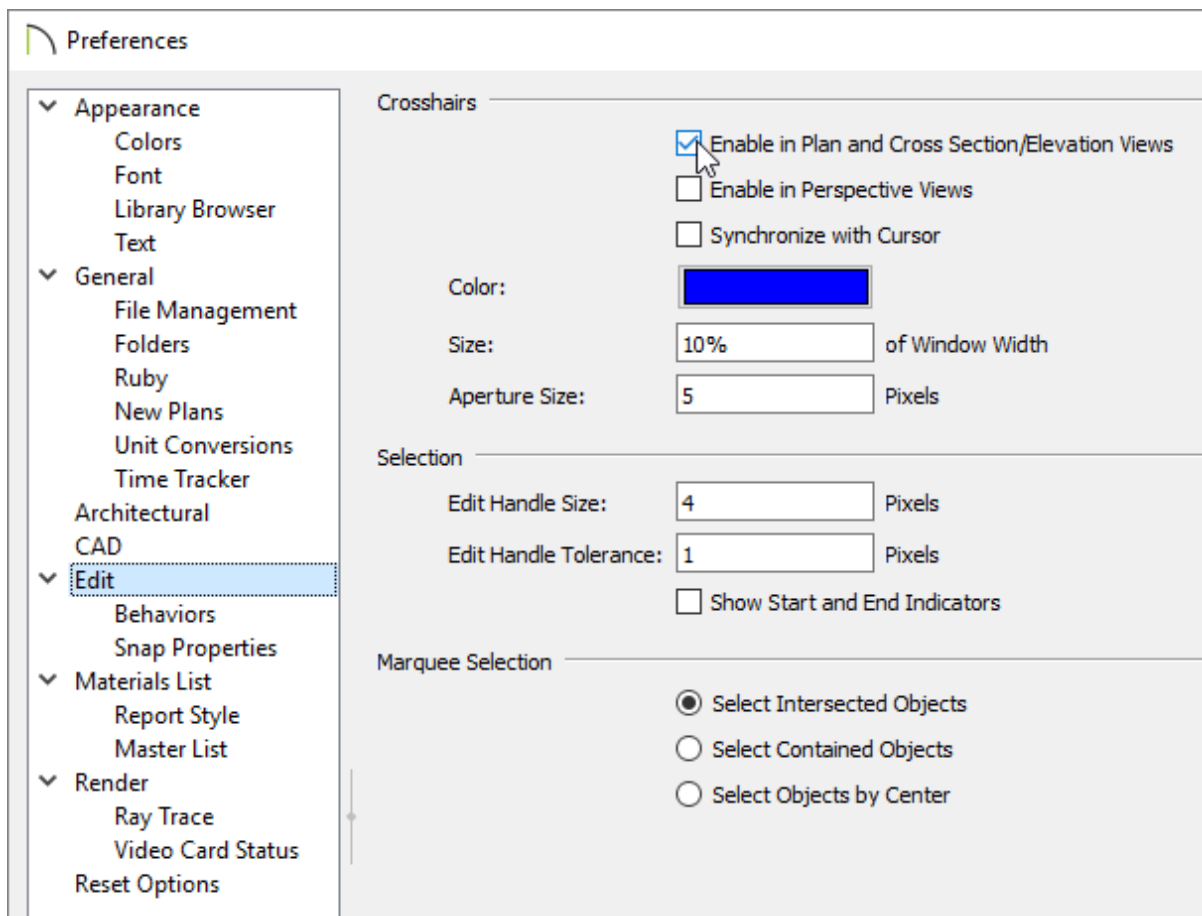 Preferences
Appearance
Colors
Font
Library Browser
Text
General
File Management
Folders
Ruby
New Plans
Unit Conversions
Time Tracker
Architectural
CAD
Edit
Behaviors
Snap Properties
Materials List
Report Style
Master List
Render
Ray Trace
Video Card Status
Reset Options
Crosshairs
Enable in Plan and Cross Section/Elevation Views
Enable in Perspective Views
Synchronize with Cursor
Color:
Size: 10% of Window Width
Aperture Size: 5 Pixels
Selection
Edit Handle Size: 4 Pixels
Edit Handle Tolerance: 1 Pixels
Show Start and End Indicators
Marquee Selection
Select Intersected Objects
Select Contained Objects
Select Objects by Center